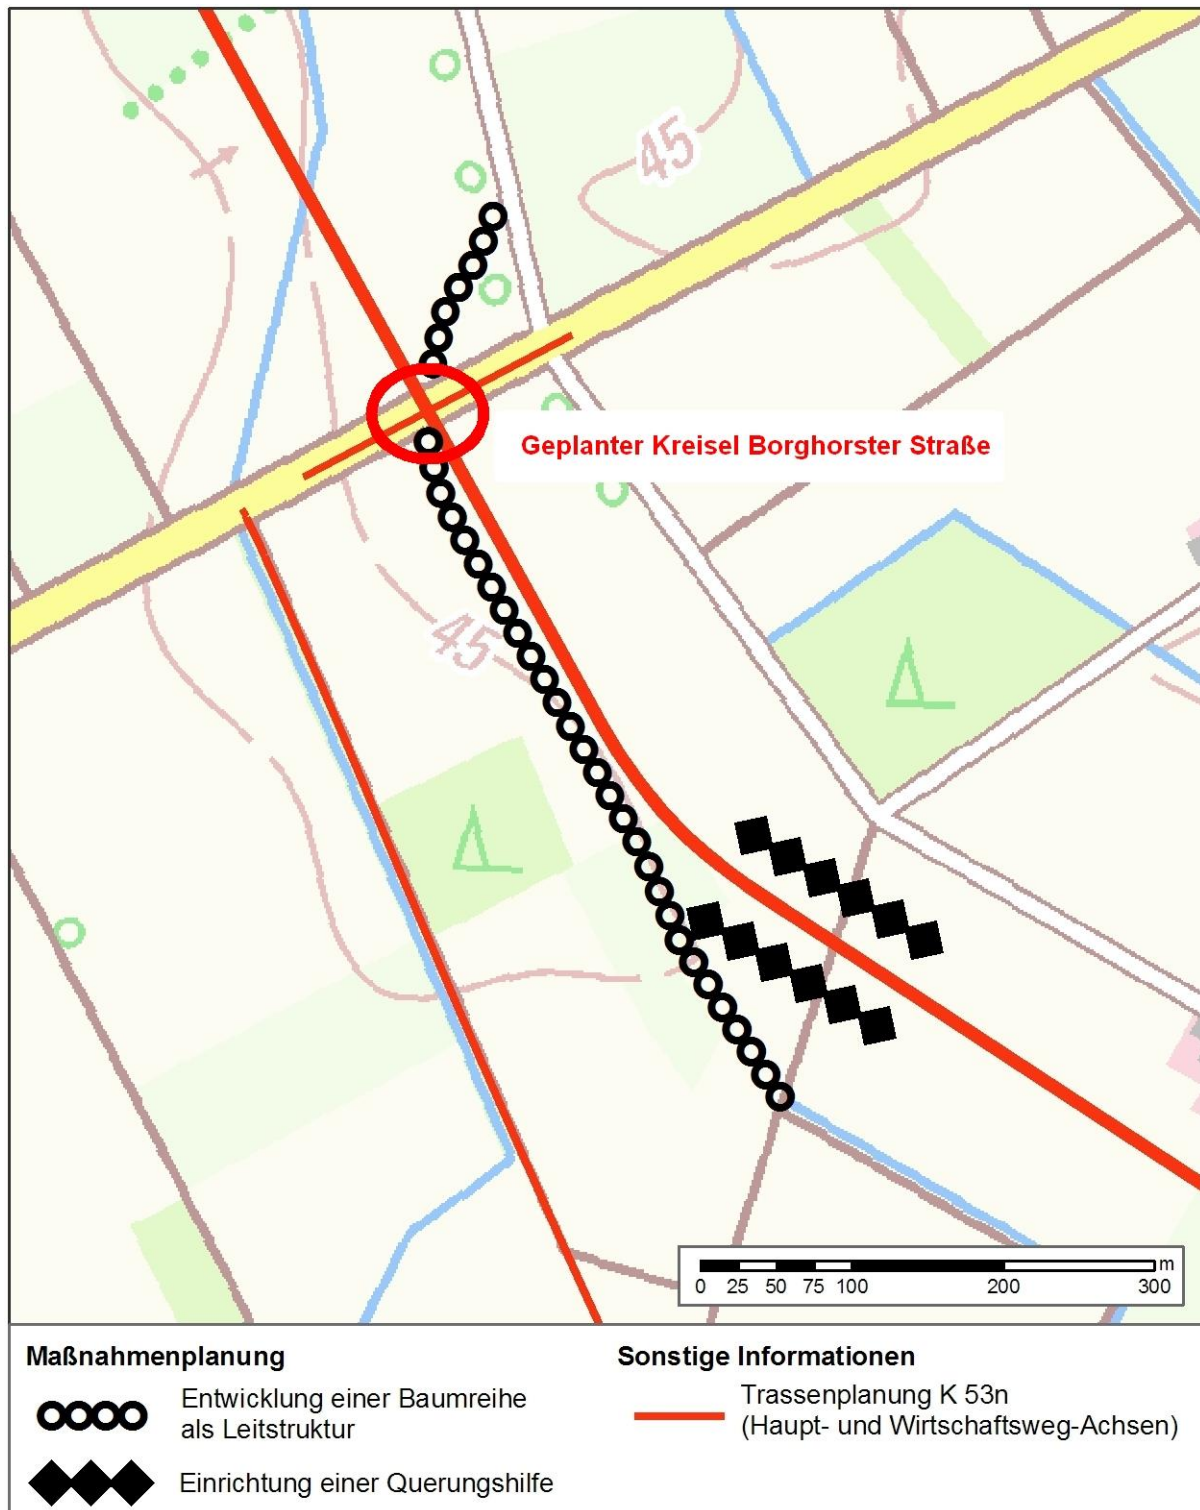 45
Geplanter Kreisel Borghorster Straße
45
m
0 25 50 75 100 200 300
Maßnahmenplanung
Entwicklung einer Baumreihe
als Leitstruktur
Einrichtung einer Querungshilfe
Sonstige Informationen
Trassenplanung K 53n
(Haupt- und Wirtschaftsweg-Achsen)